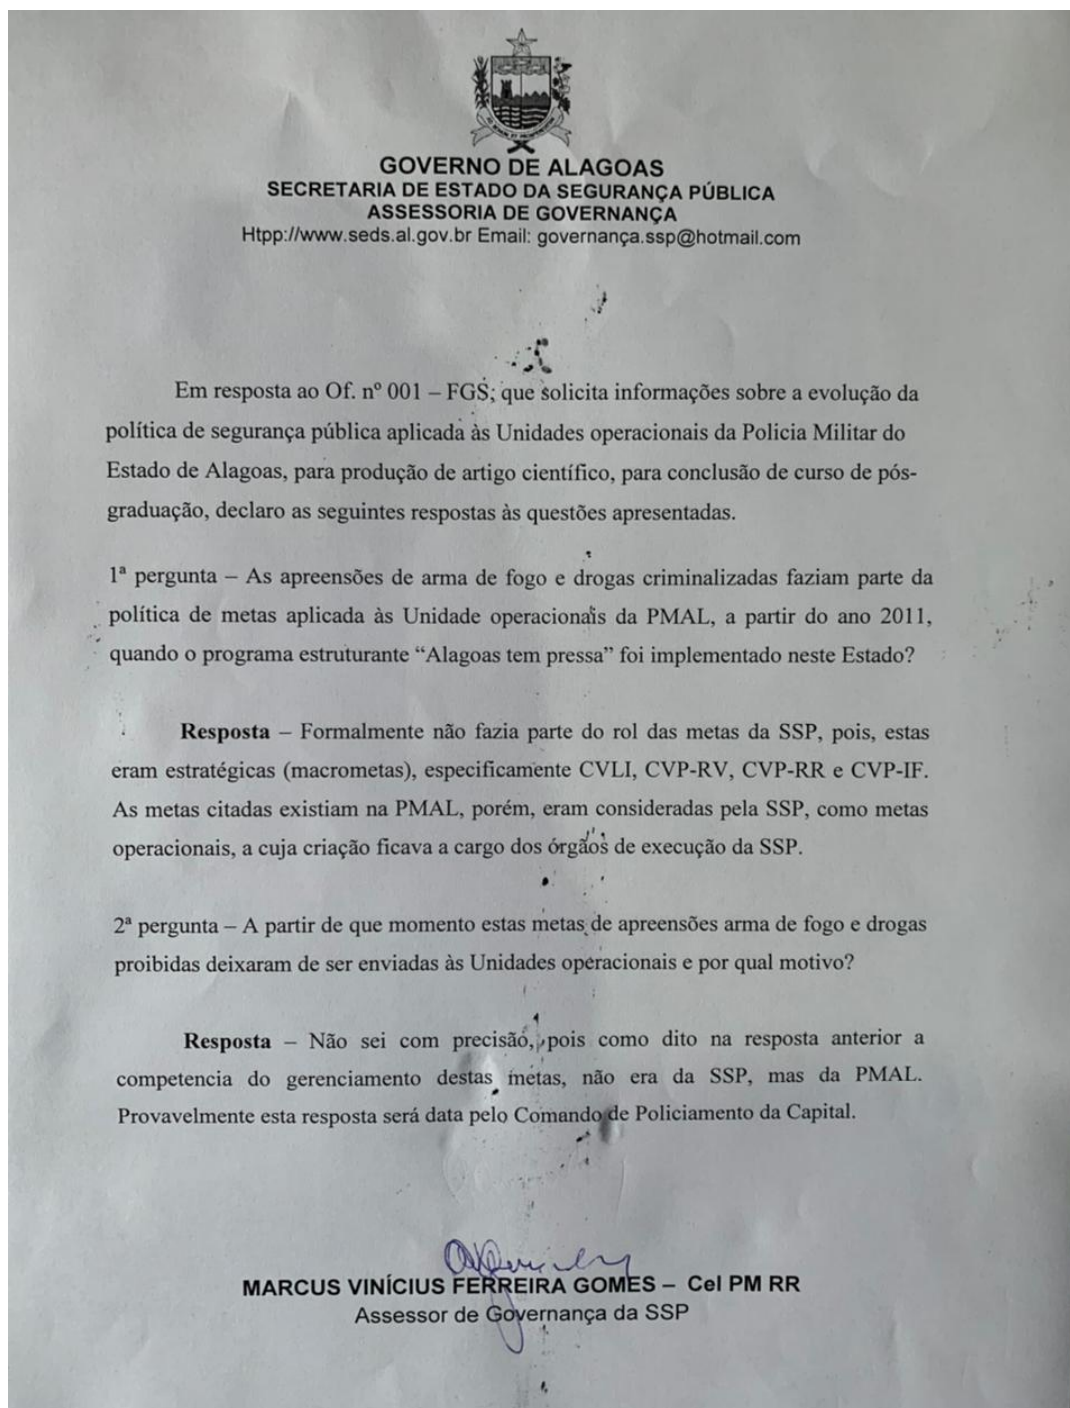 GOVERNO DE ALAGOAS
SECRETARIA DE ESTADO DA SEGURANÇA PÚBLICA
ASSESSORIA DE GOVERNANÇA
Htpp://www.seds.al.gov.br Email: governança.ssp@hotmail.com
Em resposta ao Of. nº 001 – FGS; que solicita informações sobre a evolução da
política de segurança pública aplicada às Unidades operacionais da Policia Militar do
Estado de Alagoas, para produção de artigo científico, para conclusão de curso de pós-
graduação, declaro as seguintes respostas às questões apresentadas.
1ª pergunta – As apreensões de arma de fogo e drogas criminalizadas faziam parte da
política de metas aplicada às Unidade operacionais da PMAL, a partir do ano 2011,
quando o programa estruturante “Alagoas tem pressa” foi implementado neste Estado?
Resposta – Formalmente não fazia parte do rol das metas da SSP, pois, estas
eram estratégicas (macrometas), especificamente CVLI, CVP-RV, CVP-RR e CVP-IF.
As metas citadas existiam na PMAL, porém, eram consideradas pela SSP, como metas
operacionais, a cuja criação ficava a cargo dos órgãos de execução da SSP.
2ª pergunta – A partir de que momento estas metas de apreensões arma de fogo e drogas
proibidas deixaram de ser enviadas às Unidades operacionais e por qual motivo?
Resposta – Não sei com precisão, pois como dito na resposta anterior a
competencia do gerenciamento destas metas, não era da SSP, mas da PMAL.
Provavelmente esta resposta será data pelo Comando de Policiamento da Capital.
MARCUS VINÍCIUS FERREIRA GOMES – Cel PM RR
Assessor de Governança da SSP